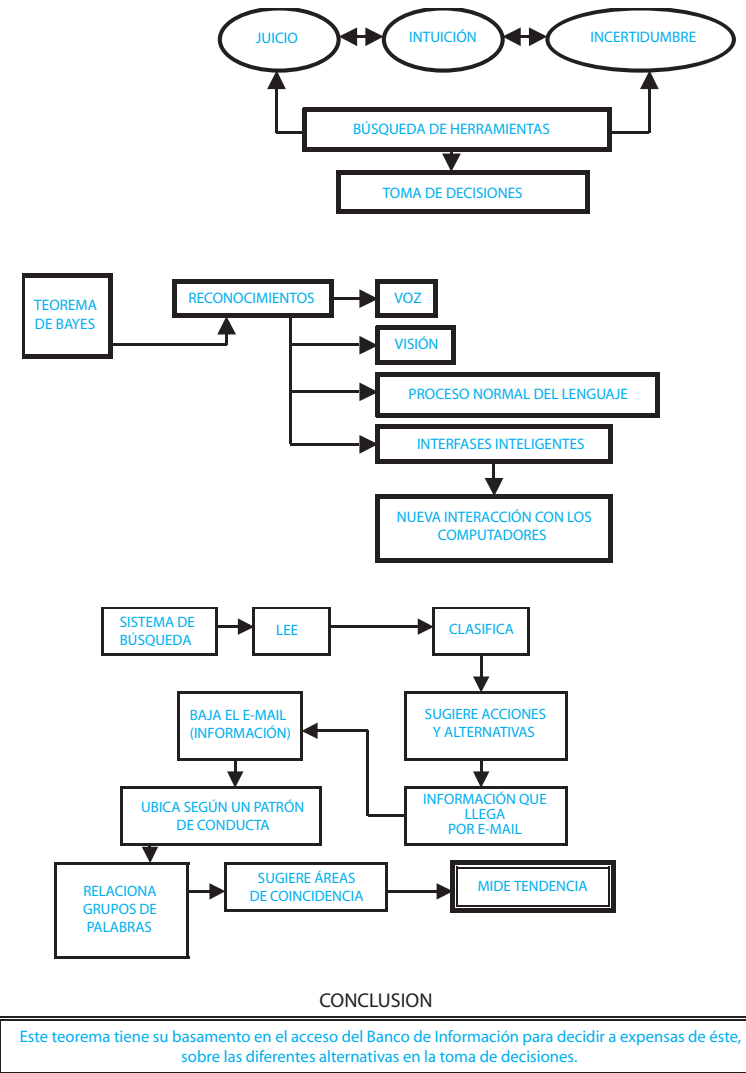 JUICIO
INTUICIÓN
INCERTIDUMBRE
BÚSQUEDA DE HERRAMIENTAS
TOMA DE DECISIONES
TEOREMA
DE BAYES
RECONOCIMIENTOS
VOZ
VISIÓN
PROCESO NORMAL DEL LENGUAJE
INTERFASES INTELIGENTES
NUEVA INTERACCIÓN CON LOS
COMPUTADORES
SISTEMA DE
BÚSQUEDA
LEE
CLASIFICA
SUGIERE ACCIONES
Y ALTERNATIVAS
INFORMACIÓN QUE
LLEGA
POR E-MAIL
BAJA EL E-MAIL
(INFORMACIÓN)
UBICA SEGÚN UN PATRÓN
DE CONDUCTA
RELACIONA
GRUPOS DE
PALABRAS
SUGIERE ÁREAS
DE COINCIDENCIA
MIDE TENDENCIA
CONCLUSION
Este teorema tiene su basamento en el acceso del Banco de Información para decidir a expensas de éste,
sobre las diferentes alternativas en la toma de decisiones.